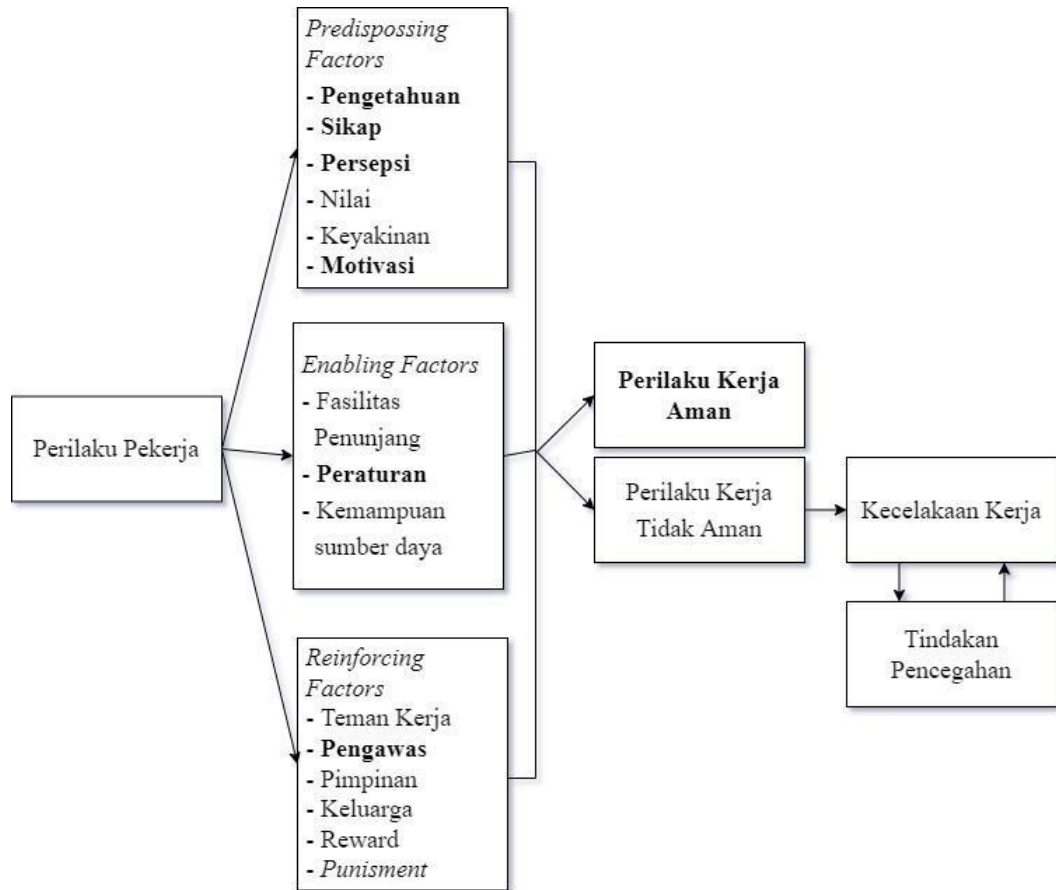 Predispossing
Factors
- Pengetahuan
- Sikap
- Persepsi
- Nilai
- Keyakinan
- Motivasi
Enabling Factors
- Fasilitas
Penunjang
- Peraturan
- Kemampuan
sumber daya
Reinforcing
Factors
- Teman Kerja
- Pengawas
- Pimpinan
- Keluarga
- Reward
- Punisment
Perilaku Pekerja
Perilaku Kerja
Aman
Perilaku Kerja
Tidak Aman
Kecelakaan Kerja
Tindakan
Pencegahan